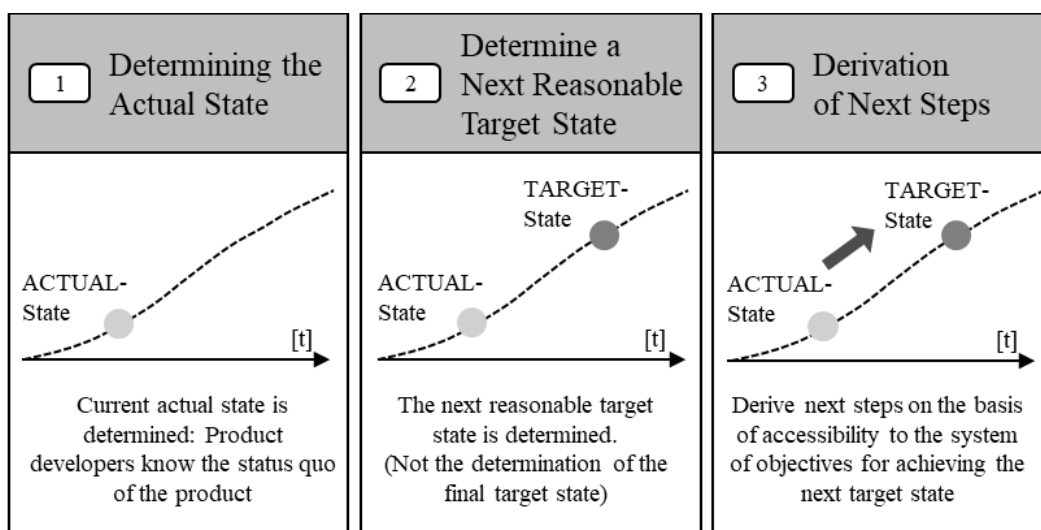 1
Determining the
Actual State
ACTUAL-
State
[t]
Current actual state is
determined: Product
developers know the status quo
of the product
2
Determine a
Next Reasonable
Target State
TARGET-
State
ACTUAL-
State
[t]
The next reasonable target
state is determined.
(Not the determination of the
final target state)
3
Derivation
of Next Steps
TARGET-
State
ACTUAL-
State
[t]
Derive next steps on the basis
of accessibility to the system
of objectives for achieving the
next target state